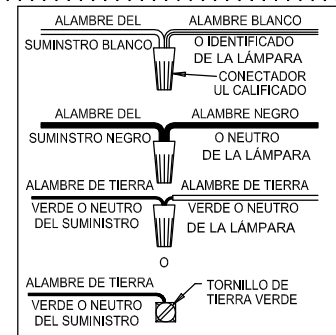 ALAMBRE DEL ALAMBRE BLANCO
SUMINSTRO BLANCO O IDENTIFICADO
DE LA LÁMPARA
CONECTADOR
UL CALIFICADO
ALAMBRE DEL ALAMBRE NEGRO
SUMINSTRO NEGRO O NEUTRO
DE LA LÁMPARA
ALAMBRE DE TIERRA ALAMBRE DE TIERRA
VERDE O NEUTRO VERDE O NEUTRO
DEL SUMINISTRO DE LA LÁMPARA
O
ALAMBRE DE TIERRA TORNILLO DE
VERDE O NEUTRO TIERRA VERDE
DEL SUMINISTRO